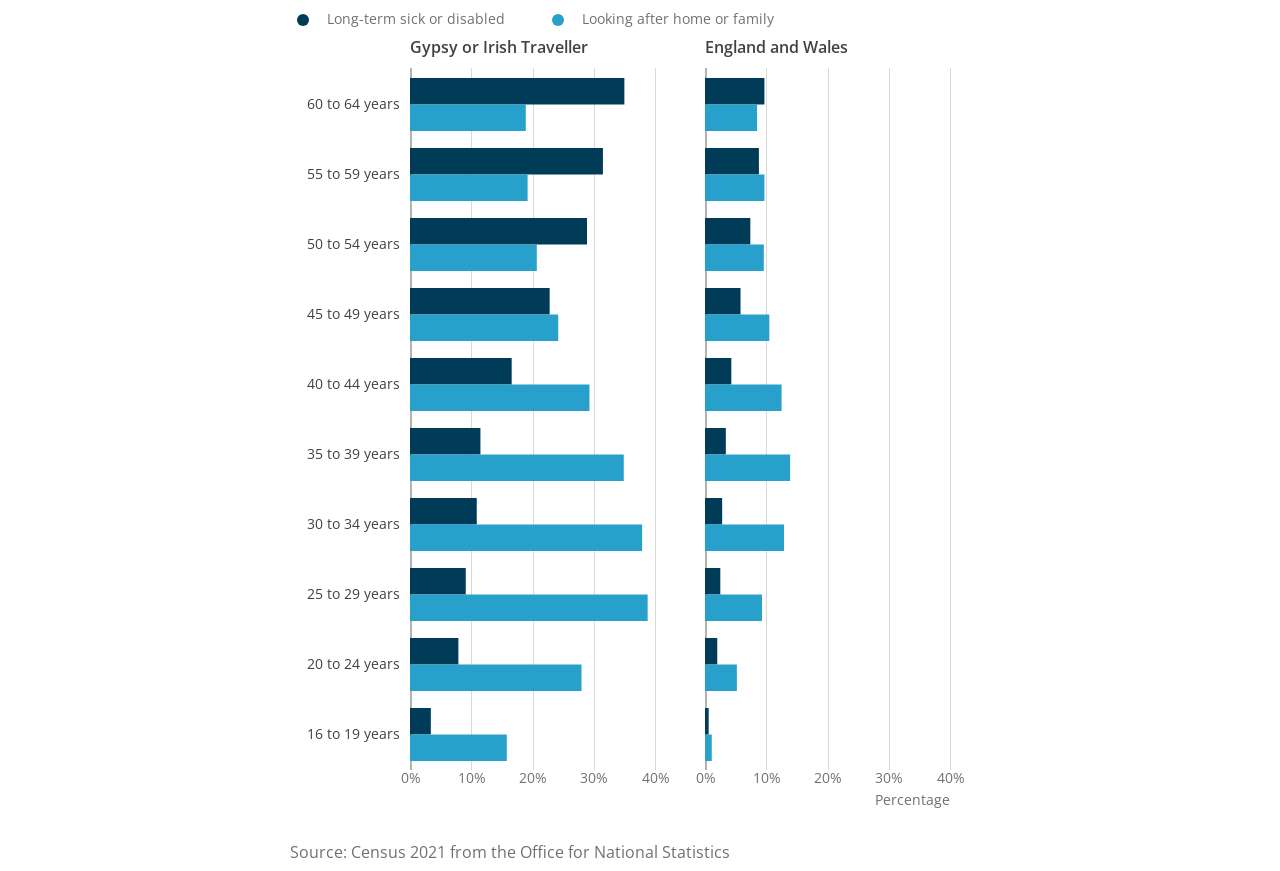 Long-term sick or disabled Looking after home or family
Gypsy or Irish Traveller England and Wales
60 to 64 years
55 to 59 years
50 to 54 years
45 to 49 years
40 to 44 years
35 to 39 years
30 to 34 years
25 to 29 years
20 to 24 years
16 to 19 years
0% 10% 20% 30% 40% 0% 10% 20% 30% 40%
Percentage
Source: Census 2021 from the Office for National Statistics